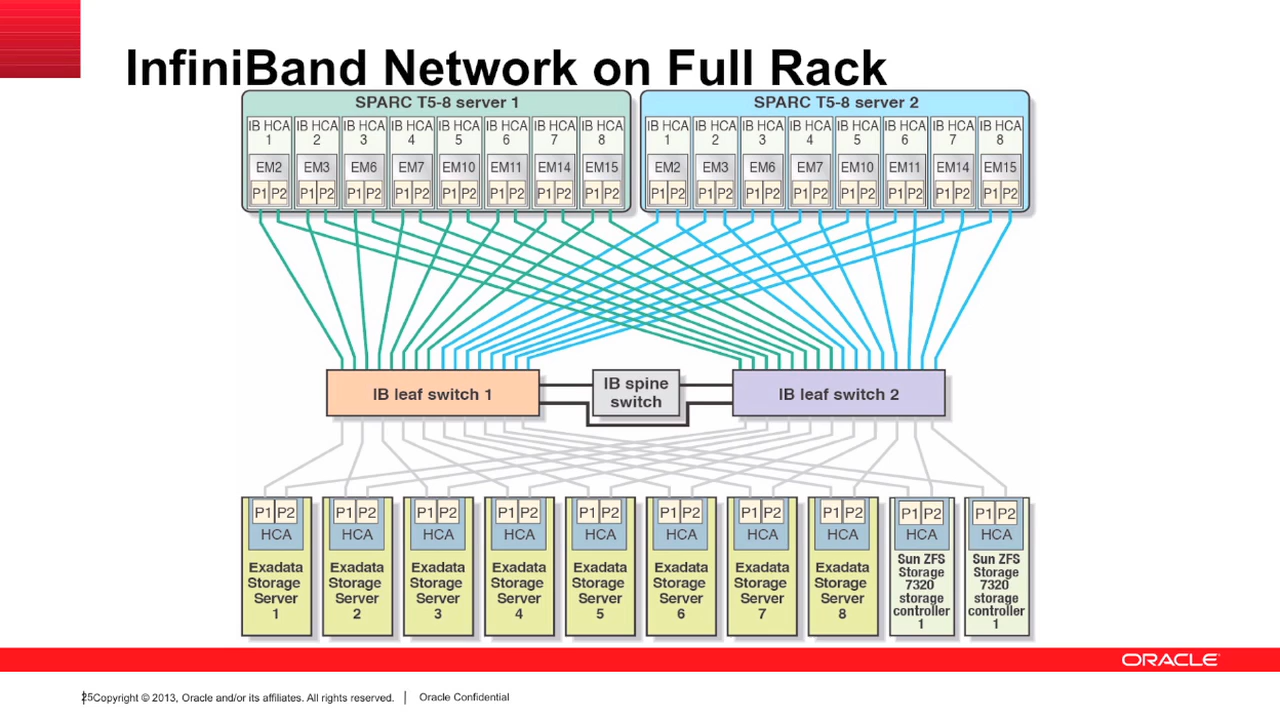 InfiniBand Network on Full Rack
SPARC T5-8 server 1
IB HCA IB HCA IB HCA IB HCA IB HCA IB HCA IB HCA IB HCA
1 2 3 4 5 6 7 8
EM2 EM3 EM6 EM7 EM10 EM11 EM14 EM15
P1 P2 P1 P2 P1 P2 P1 P2 P1 P2 P1 P2 P1 P2 P1 P2
SPARC T5-8 server 2
IB HCA IB HCA IB HCA IB HCA IB HCA IB HCA IB HCA IB HCA
1 2 3 4 5 6 7 8
EM2 EM3 EM6 EM7 EM10 EM11 EM14 EM15
P1 P2 P1 P2 P1 P2 P1 P2 P1 P2 P1 P2 P1 P2 P1 P2
IB leaf switch 1
IB spine
switch
IB leaf switch 2
P1 P2
HCA
Exadata
Storage
Server
1
P1 P2
HCA
Exadata
Storage
Server
2
P1 P2
HCA
Exadata
Storage
Server
3
P1 P2
HCA
Exadata
Storage
Server
4
P1 P2
HCA
Exadata
Storage
Server
5
P1 P2
HCA
Exadata
Storage
Server
6
P1 P2
HCA
Exadata
Storage
Server
7
P1 P2
HCA
Exadata
Storage
Server
8
P1 P2
HCA
Sun ZFS
Storage
7320
storage
controller
1
P1 P2
HCA
Sun ZFS
Storage
7320
storage
controller
1
ORACLE
25 Copyright © 2013, Oracle and/or its affiliates. All rights reserved. | Oracle Confidential